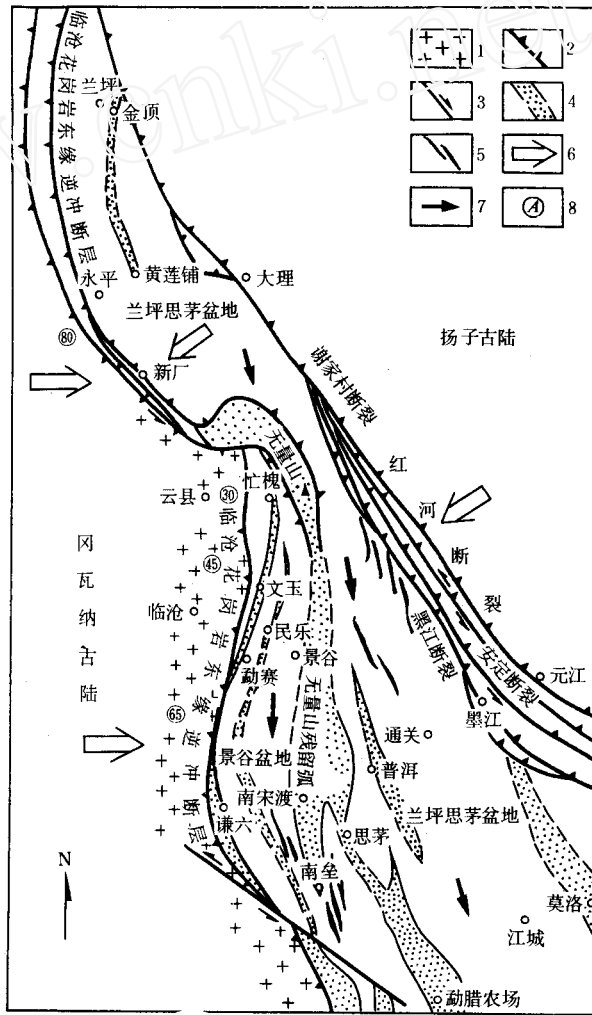 www.cnki.net
临沧花岗岩东缘逆冲断层
兰坪
金顶
1
2
3
4
5
6
7
A
8
永平
黄莲铺
大理
兰坪思茅盆地
扬子古陆
80
新厂
谢家村断裂
无量山
红河断裂
云县
30
忙槐
临沧花岗岩东缘逆冲断层
45
冈瓦纳古陆
文玉
临沧
民乐
黑江断裂
安定断裂
景谷
元江
勐赛
无量山残留弧
65
墨江
通关
景谷盆地
普洱
南宋渡
兰坪思茅盆地
谦六
思茅
N
南垒
莫洛
江城
勐腊农场